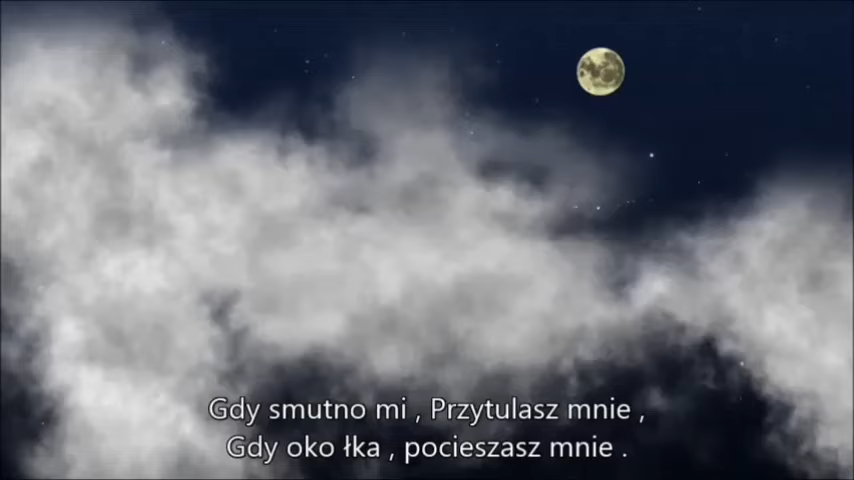 Gdy smutno mi , Przytulasz mnie ,
Gdy oko łka , pocieszasz mnie .